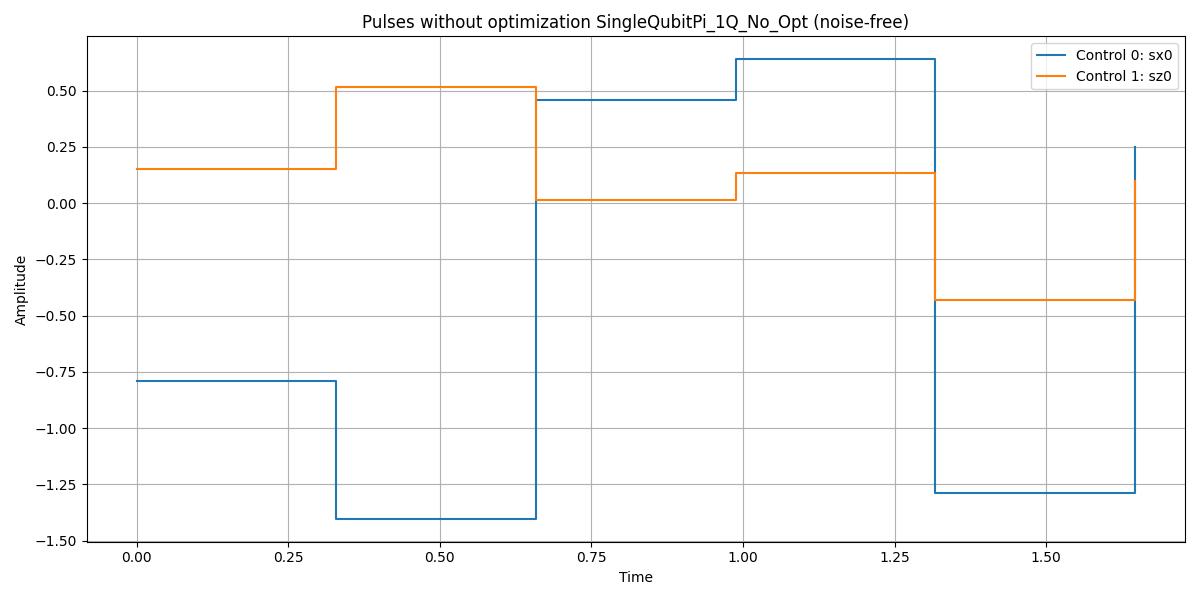 Pulses without optimization SingleQubitPi_1Q_No_Opt (noise-free)
Control 0: sx0
Control 1: sz0
Amplitude
0.50
0.25
0.00
−0.25
−0.50
−0.75
−1.00
−1.25
−1.50
0.00 0.25 0.50 0.75 1.00 1.25 1.50
Time